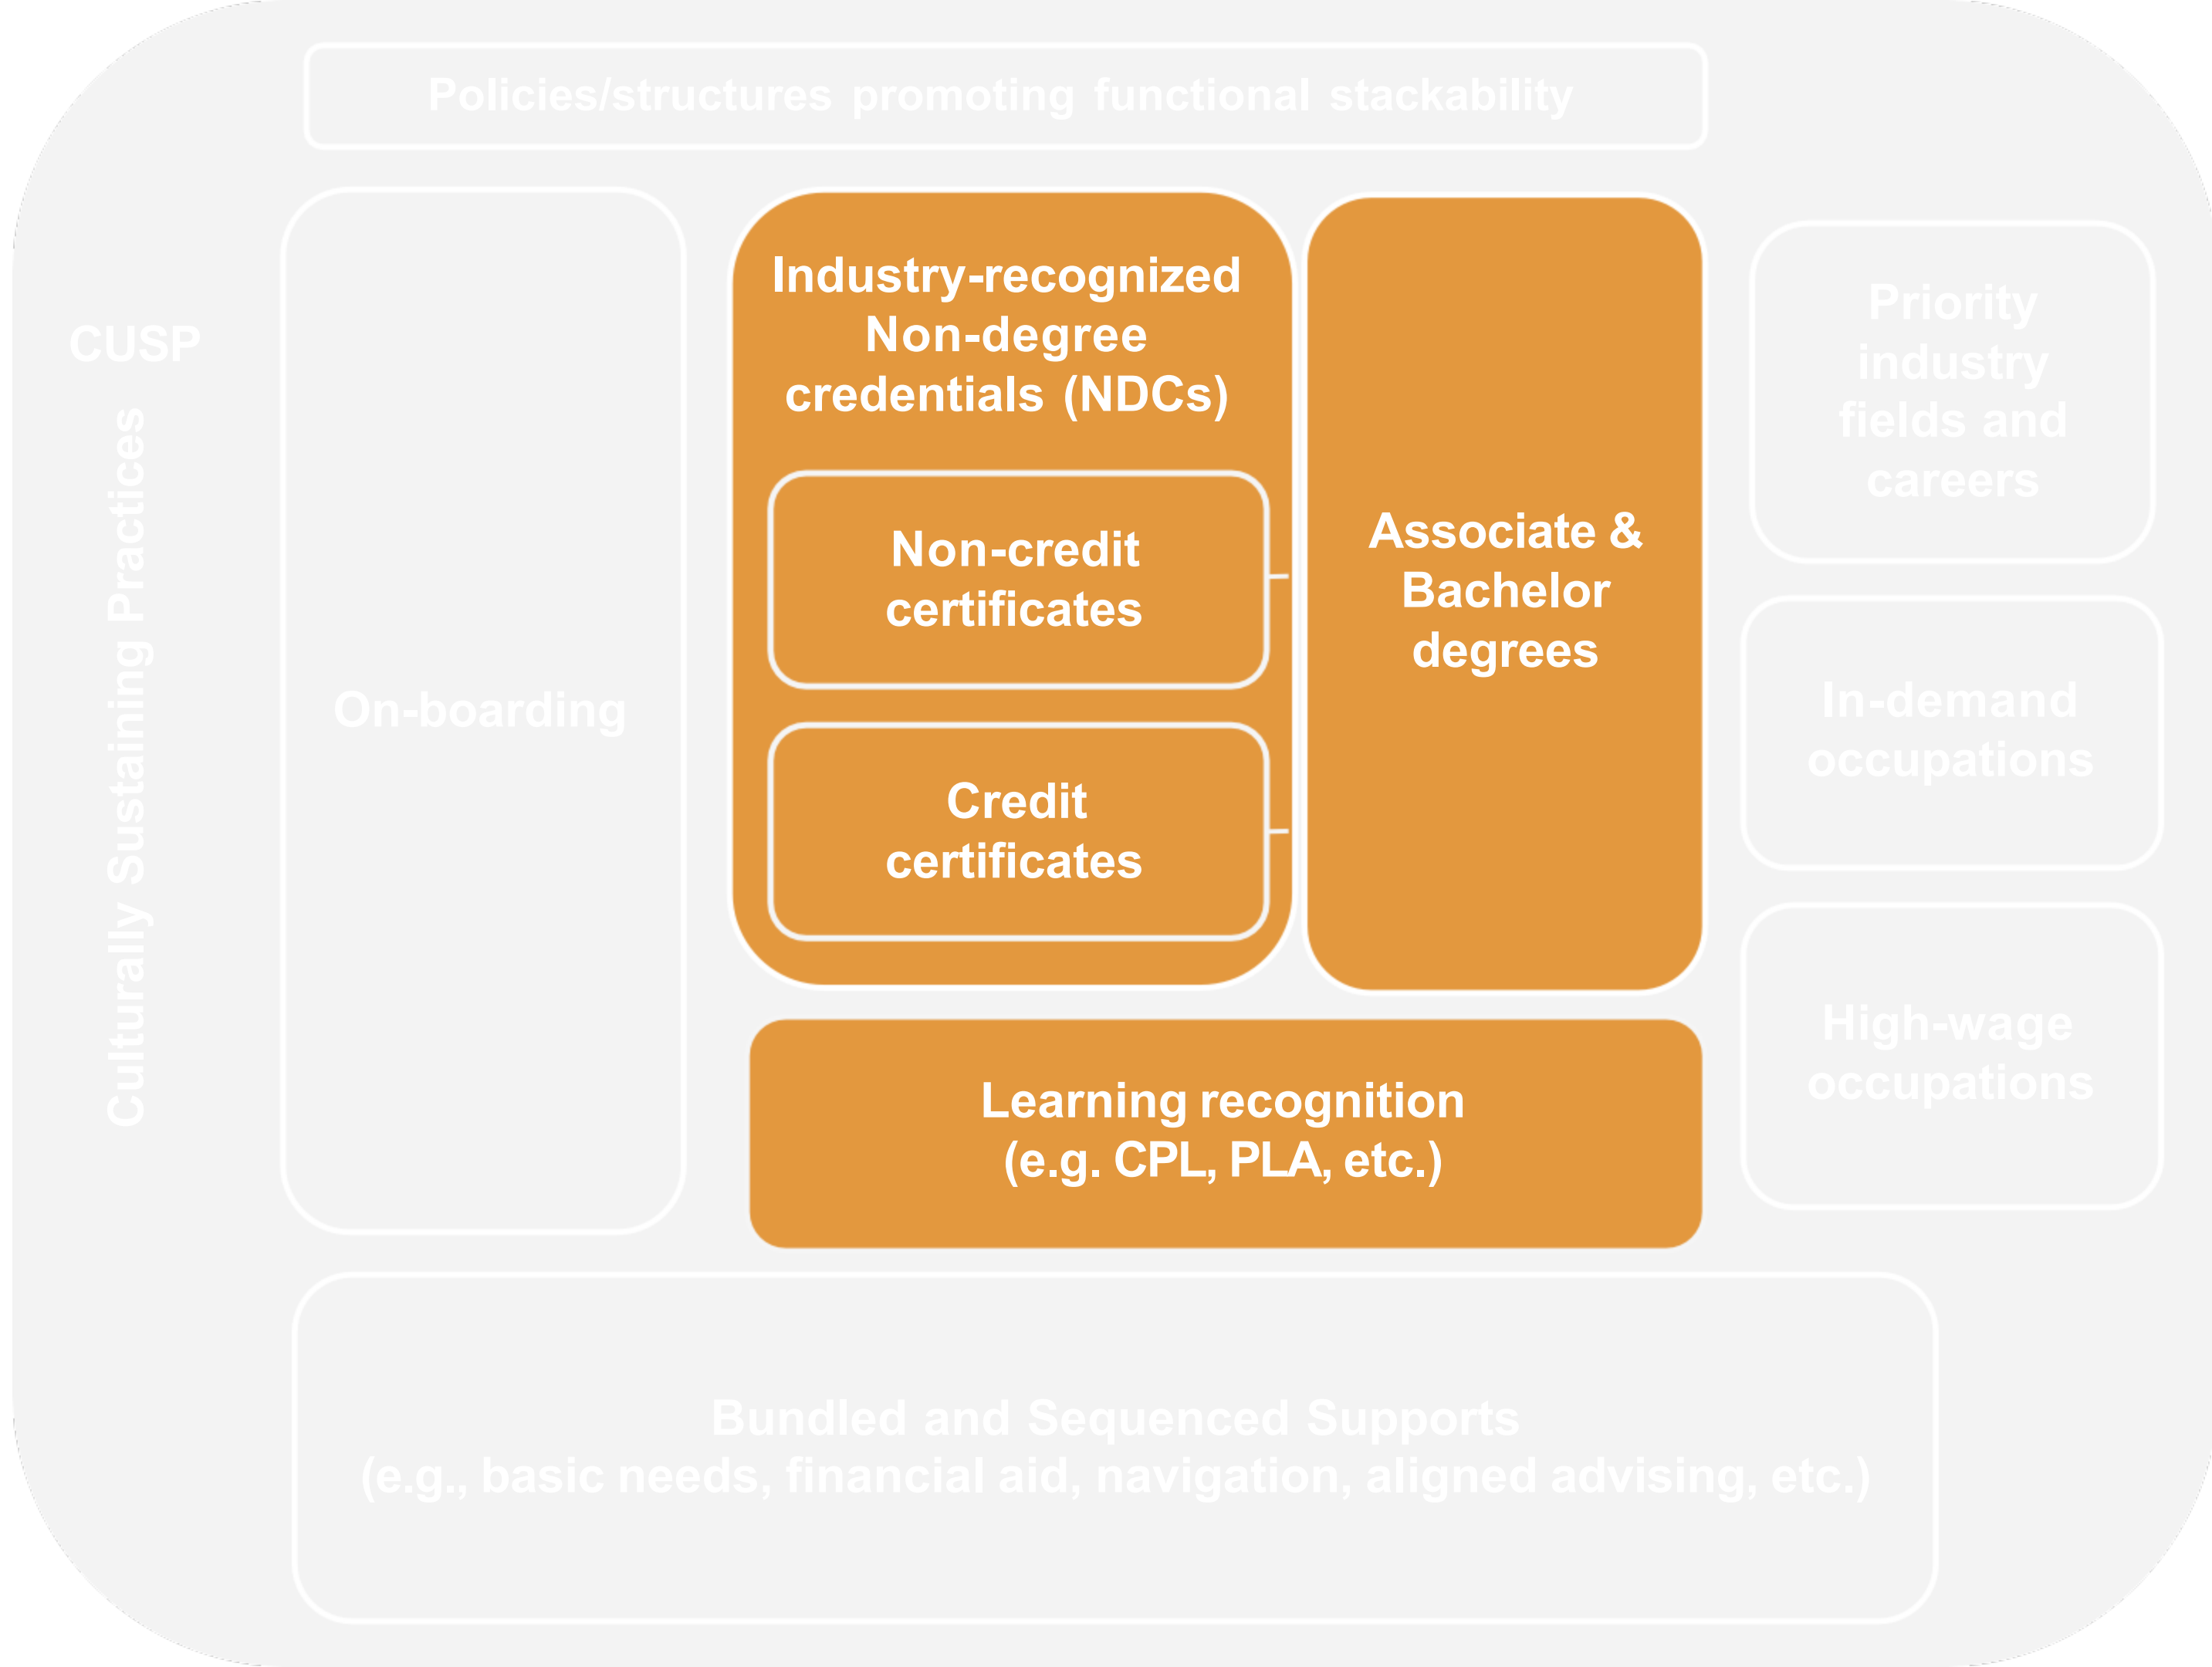 Policies/structures promoting functional stackability
CUSP
Culturally Sustaining Practices
On-boarding
Industry-recognized
Non-degree
credentials (NDCs)
Non-credit
certificates
Credit
certificates
Associate &
Bachelor
degrees
Learning recognition
(e.g. CPL, PLA, etc.)
Priority
industry
fields and
careers
In-demand
occupations
High-wage
occupations
Bundled and Sequenced Supports
(e.g., basic needs, financial aid, navigation, aligned advising, etc.)